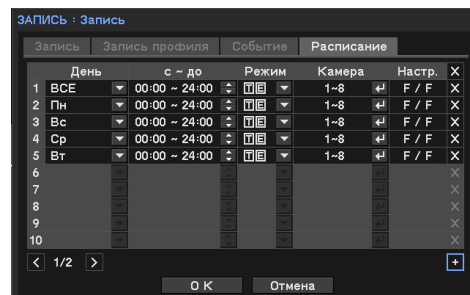 ЗАПИСЬ : Запись
Запись Запись профиля Событие Расписание
День с ~ до Режим Камера Настр. X
1 ВСЕ 00:00 ~ 24:00 T E 1~8 F / F X
2 Пн 00:00 ~ 24:00 T E 1~8 F / F X
3 Вс 00:00 ~ 24:00 T E 1~8 F / F X
4 Ср 00:00 ~ 24:00 T E 1~8 F / F X
5 Вт 00:00 ~ 24:00 T E 1~8 F / F X
6 X
7 X
8 X
9 X
10 X
< 1/2 > +
OK Отмена